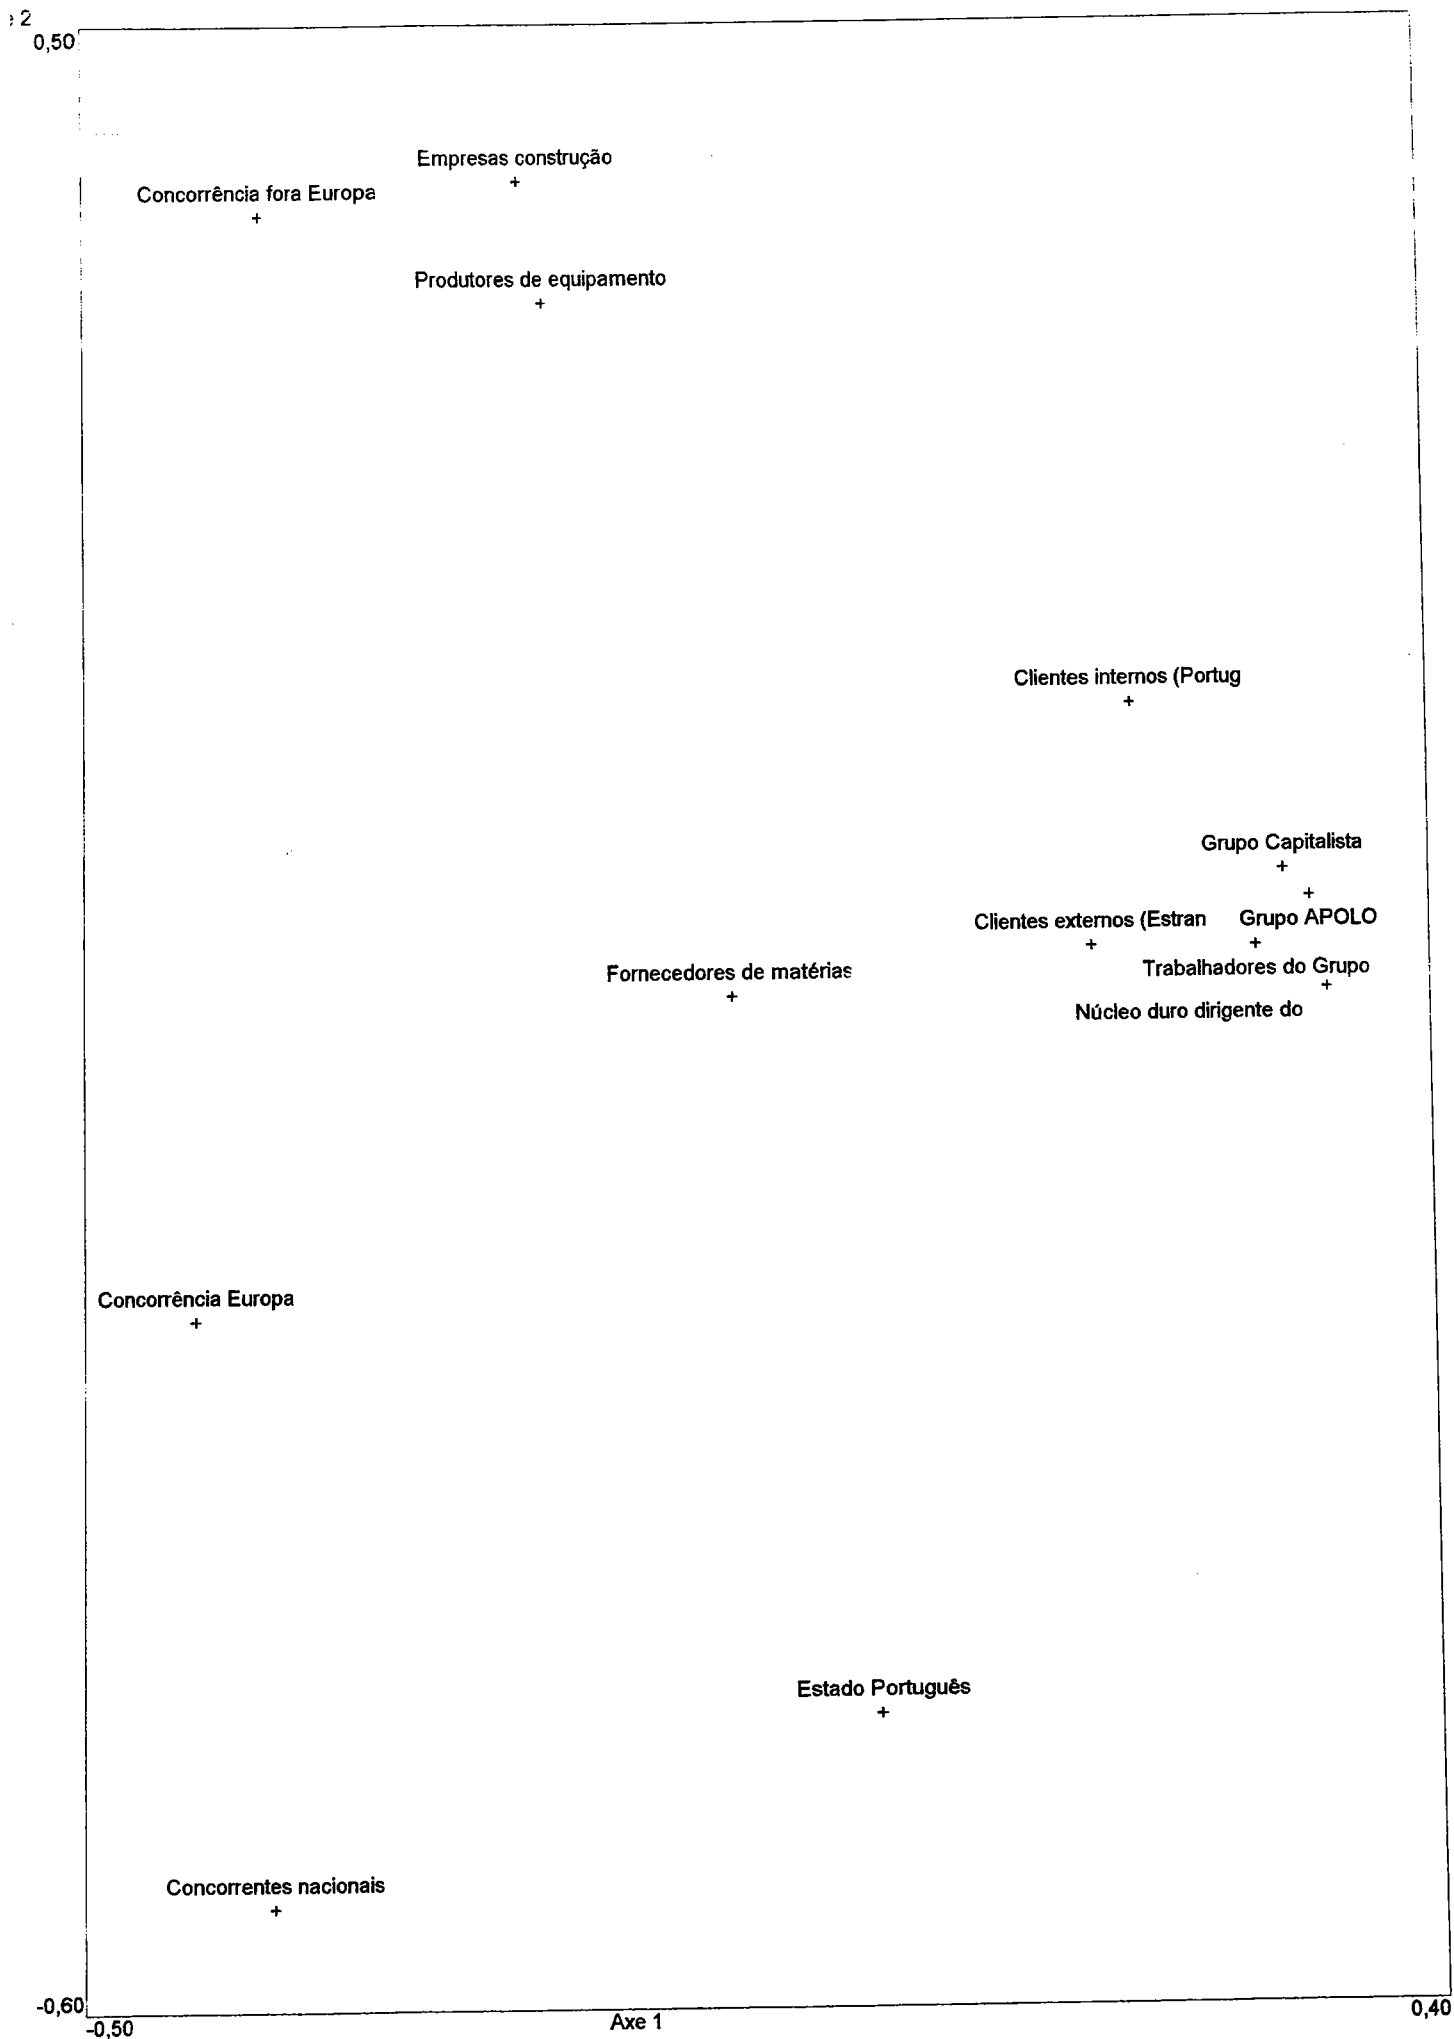 2
0,50
Empresas construção
Concorrência fora Europa
Produtores de equipamento
Clientes internos (Portug
Grupo Capitalista
Clientes externos (Estran
Grupo APOLO
Fornecedores de matérias
Trabalhadores do Grupo
Núcleo duro dirigente do
Concorrência Europa
Estado Português
Concorrentes nacionais
-0,60
-0,50
Axe 1
0,40